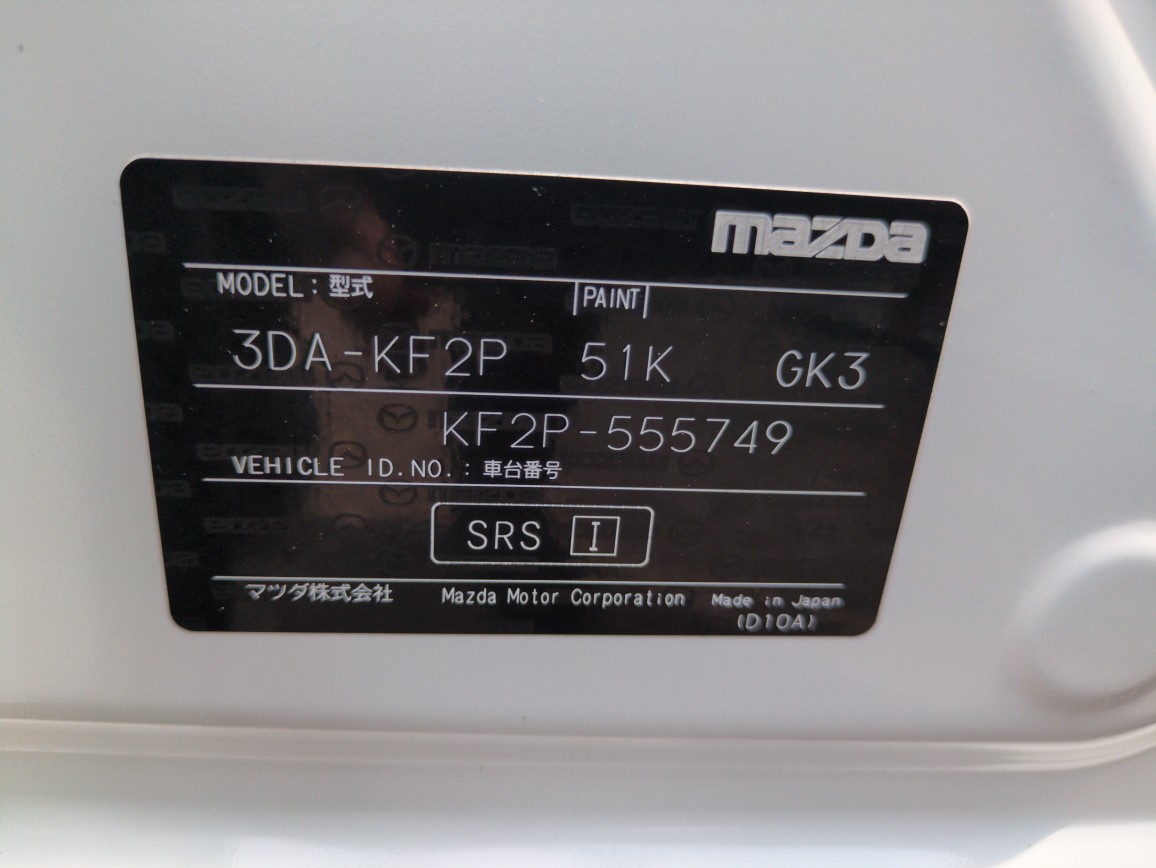 mazda
MODEL：型式 PAINT
3DA-KF2P 51K GK3
KF2P-555749
VEHICLE ID.NO.：車台番号
SRS I
マツダ株式会社 Mazda Motor Corporation Made in Japan
(D10A)